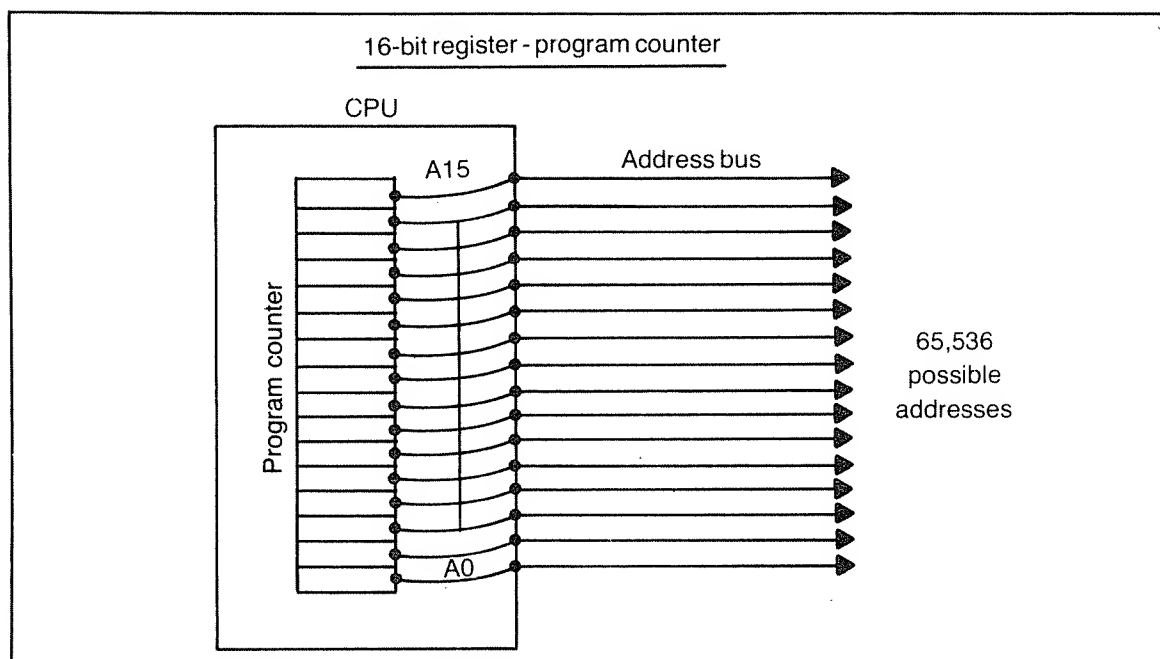 16-bit register - program counter
CPU
A15
Address bus
Program counter
65,536
possible
addresses
A0